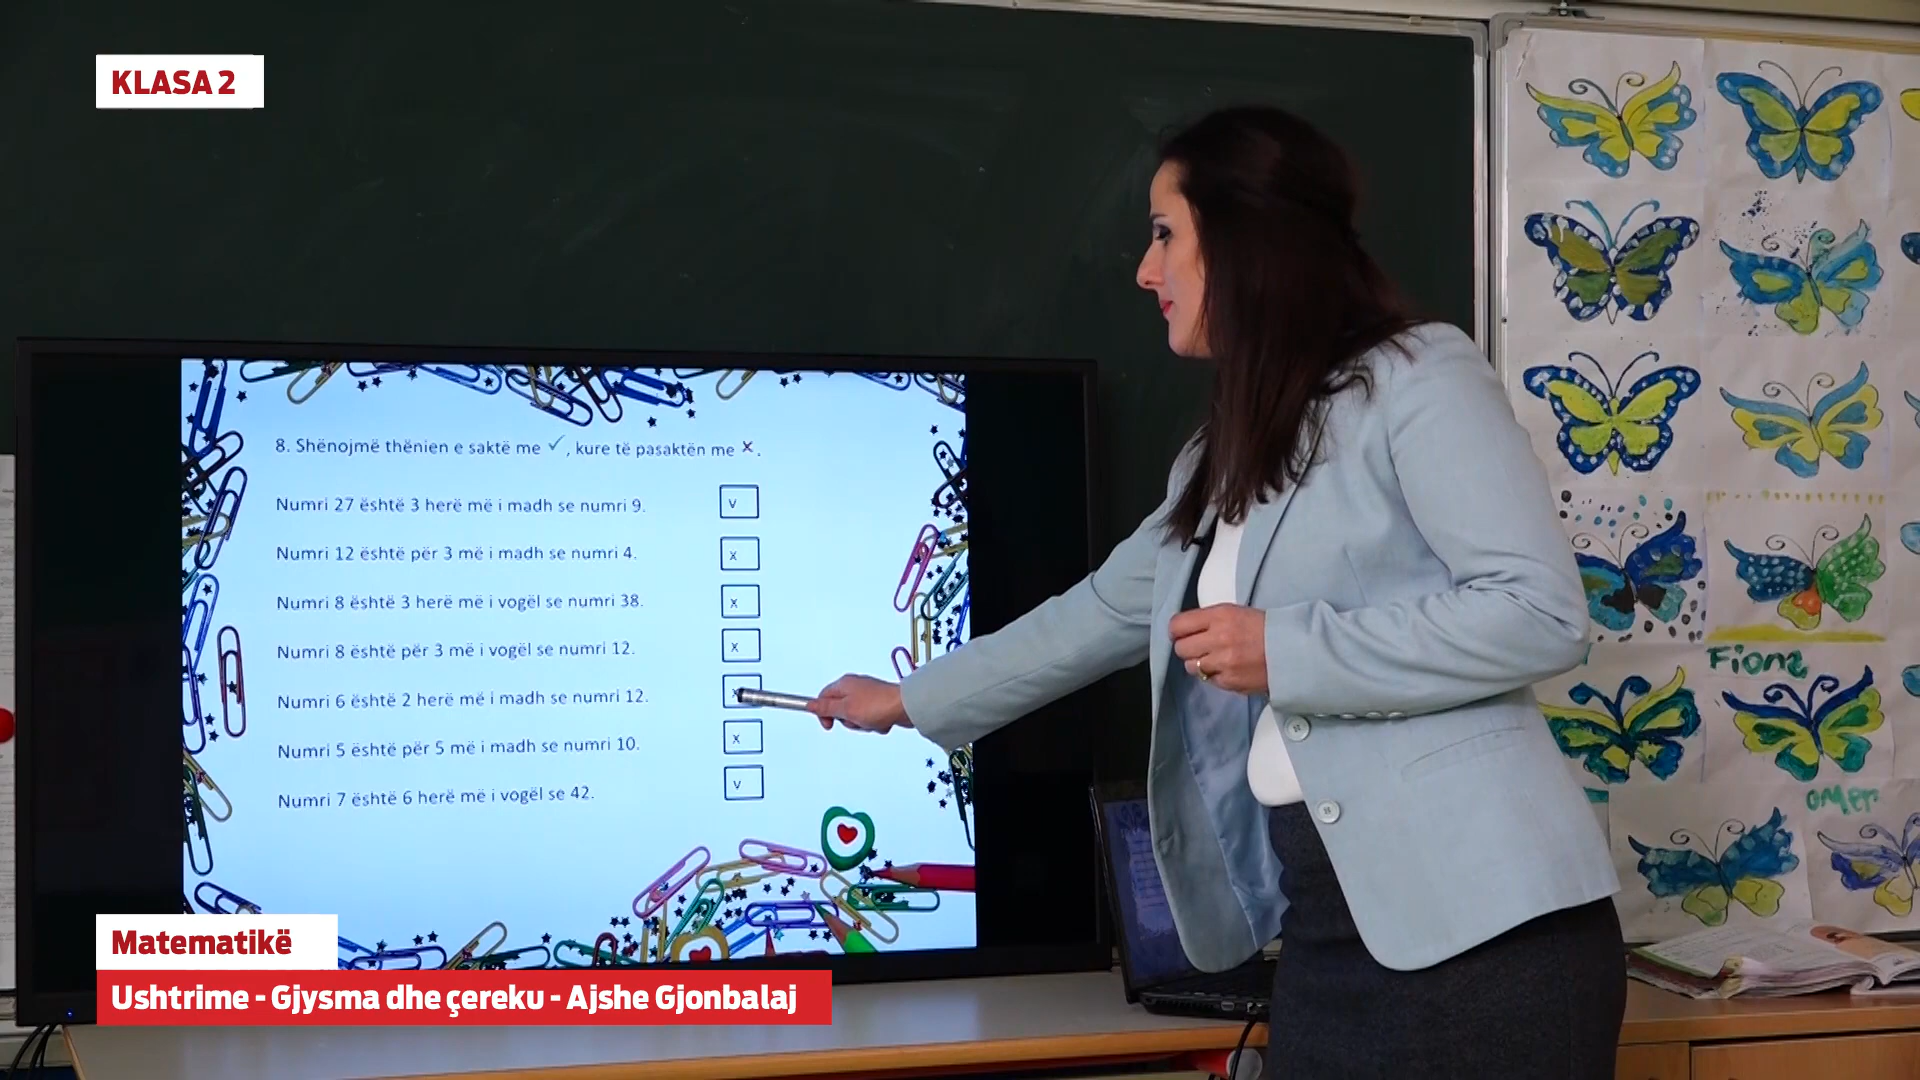 KLASA 2
8. Shënojmë thënien e saktë me ✓, kure të pasaktën me x.
Numri 27 është 3 herë më i madh se numri 9. v
Numri 12 është për 3 më i madh se numri 4. x
Numri 8 është 3 herë më i vogël se numri 38. x
Numri 8 është për 3 më i vogël se numri 12. x
Numri 6 është 2 herë më i madh se numri 12. x
Numri 5 është për 5 më i madh se numri 10. x
Numri 7 është 6 herë më i vogël se 42. v
Fiona
omer
Matematikë
Ushtrime - Gjysma dhe çereku - Ajshe Gjonbalaj